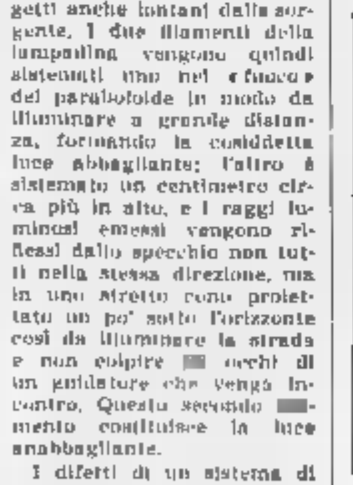 getti anche lontani dalla sor-
gente. I due filamenti della
lampadina vengono quindi
sistemati uno nel « fuoco »
del paraboloide in modo da
illuminare a grande distan-
za, formando la cosiddetta
luce abbagliante; l'altro è
sistemato un centimetro cir-
ca più in alto, e i raggi lu-
minosi emessi vengono ri-
flessi dallo specchio non tut-
ti nella stessa direzione, ma
in uno stretto cono proiet-
tato un po' sotto l'orizzonte
così da illuminare la strada
e non colpire occhi di
un guidatore che venga in-
contro. Questo secondo -
mento costituisce la luce
anabbagliante.
I difetti di un sistema di